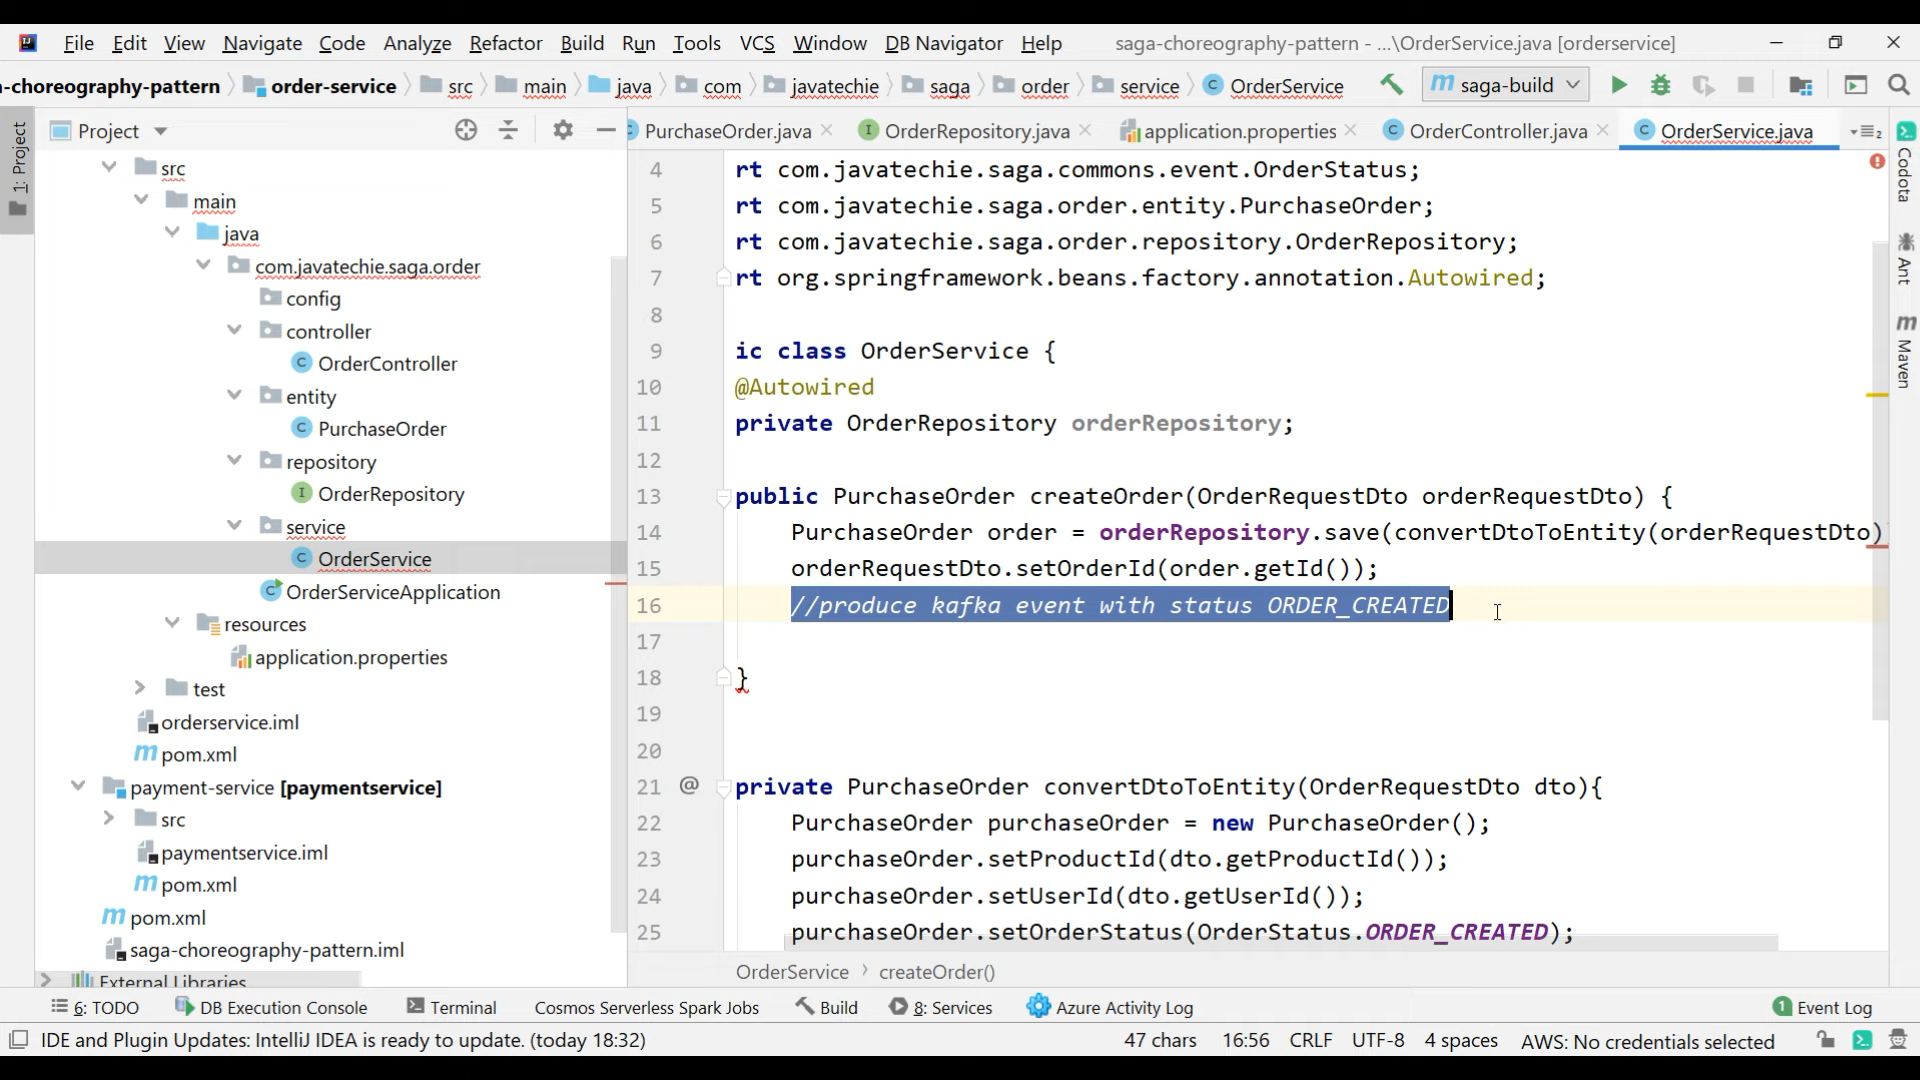 File Edit View Navigate Code Analyze Refactor Build Run Tools VCS Window DB Navigator Help saga-choreography-pattern - ...\OrderService.java [orderservice]
-choreography-pattern order-service src main java com javatechie saga order service OrderService saga-build
Project
PurchaseOrder.java OrderRepository.java application.properties OrderController.java OrderService.java
1: Project
src
main
java
com.javatechie.saga.order
config
controller
OrderController
entity
PurchaseOrder
repository
OrderRepository
service
OrderService
OrderServiceApplication
resources
application.properties
test
orderservice.iml
pom.xml
payment-service [paymentservice]
src
paymentservice.iml
pom.xml
pom.xml
saga-choreography-pattern.iml
External Libraries
4 rt com.javatechie.saga.commons.event.OrderStatus;
5 rt com.javatechie.saga.order.entity.PurchaseOrder;
6 rt com.javatechie.saga.order.repository.OrderRepository;
7 rt org.springframework.beans.factory.annotation.Autowired;
8
9 ic class OrderService {
10 @Autowired
11 private OrderRepository orderRepository;
12
13 public PurchaseOrder createOrder(OrderRequestDto orderRequestDto) {
14 PurchaseOrder order = orderRepository.save(convertDtoToEntity(orderRequestDto)
15 orderRequestDto.setOrderId(order.getId());
16 //produce kafka event with status ORDER_CREATED
17
18 }
19
20
21 @ private PurchaseOrder convertDtoToEntity(OrderRequestDto dto){
22 PurchaseOrder purchaseOrder = new PurchaseOrder();
23 purchaseOrder.setProductId(dto.getProductId());
24 purchaseOrder.setUserId(dto.getUserId());
25 purchaseOrder.setOrderStatus(OrderStatus.ORDER_CREATED);
OrderService createOrder()
Codota
Ant
Maven
6: TODO DB Execution Console Terminal Cosmos Serverless Spark Jobs Build 8: Services Azure Activity Log 1 Event Log
IDE and Plugin Updates: IntelliJ IDEA is ready to update. (today 18:32) 47 chars 16:56 CRLF UTF-8 4 spaces AWS: No credentials selected